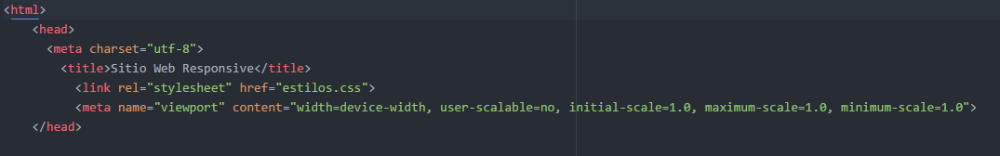 <html>
<head>
<meta charset="utf-8">
<title>Sitio Web Responsive</title>
<link rel="stylesheet" href="estilos.css">
<meta name="viewport" content="width=device-width, user-scalable=no, initial-scale=1.0, maximum-scale=1.0, minimum-scale=1.0">
</head>